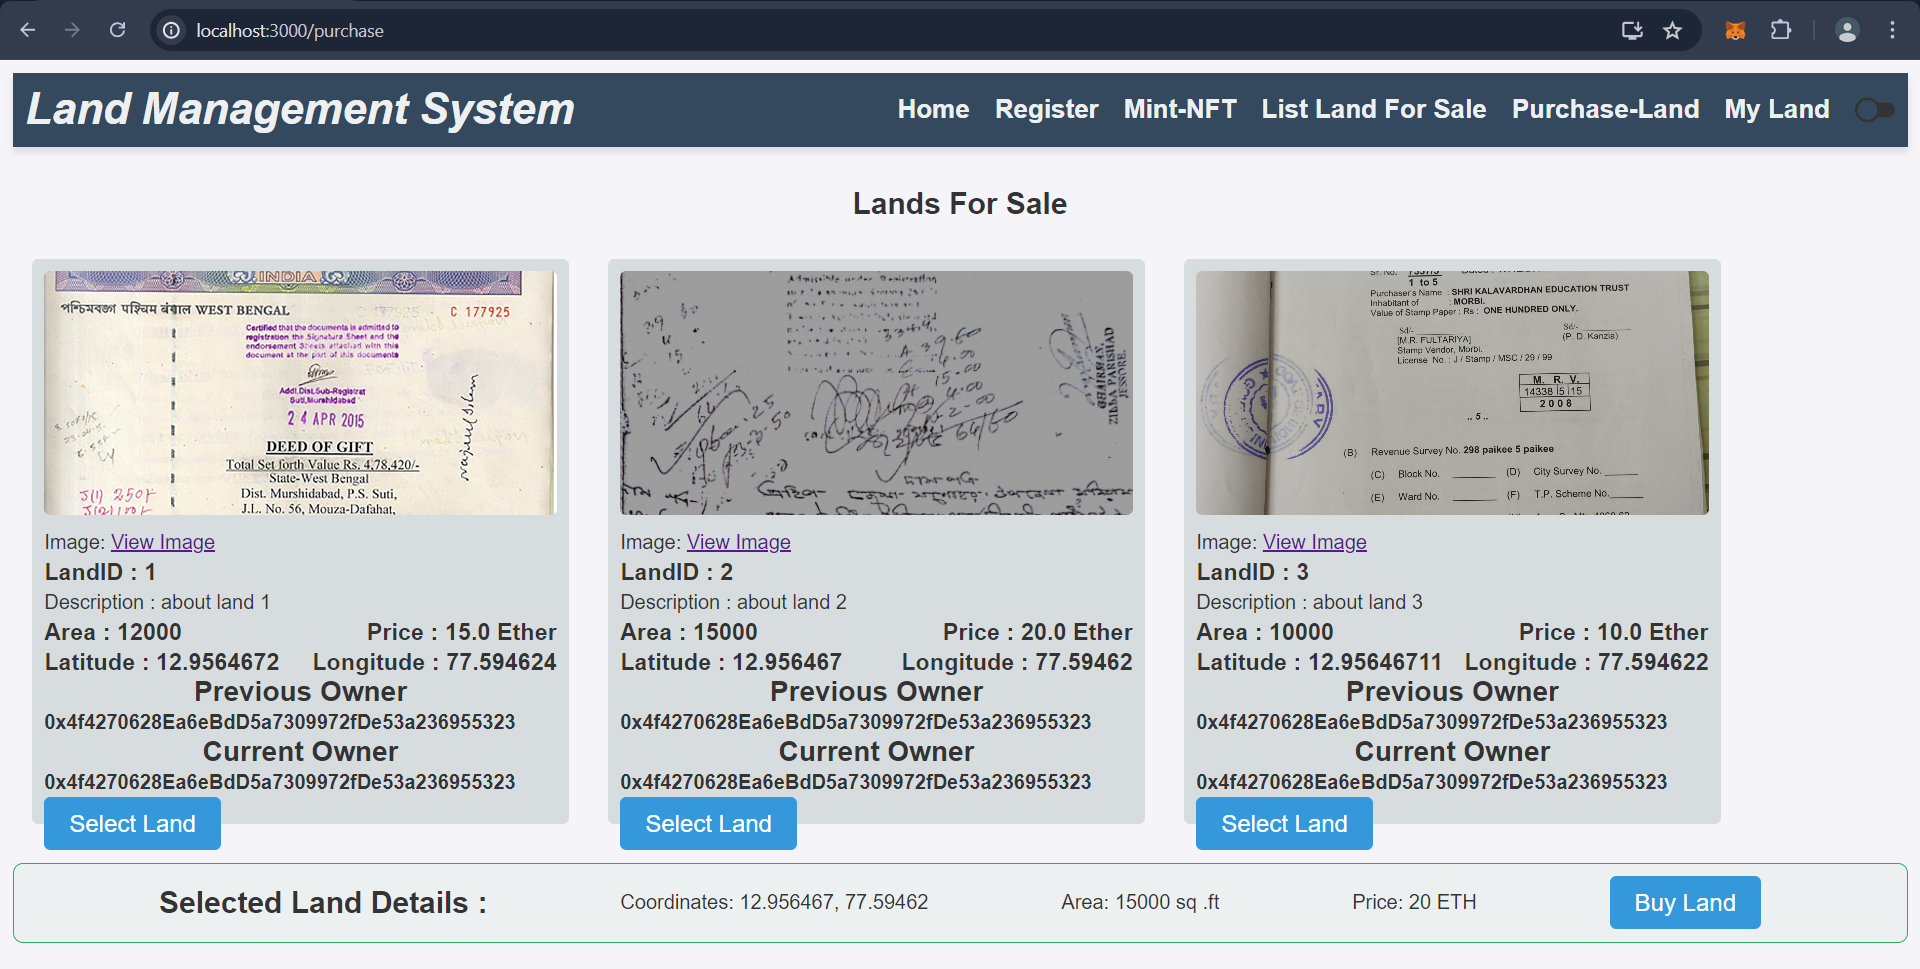 localhost:3000/purchase
Land Management System
Home Register Mint-NFT List Land For Sale Purchase-Land My Land
Lands For Sale
INDIA
পশ্চিমবঙ্গ पश्चिम बंगाल WEST BENGAL
C 177925
Certified that the documents is admitted to
registration the Signature Sheet and the
endorsement Sheets attached with this
document at the part of this documents
Addl.Dist.Sub-Registrar
Suti,Murshidabad
24 APR 2015
DEED OF GIFT
Total Set forth Value Rs. 4,78,420/-
State-West Bengal
Dist. Murshidabad, P.S. Suti,
J.L. No. 56, Mouza-Dafahat,
Image: View Image
LandID : 1
Description : about land 1
Area : 12000 Price : 15.0 Ether
Latitude : 12.9564672 Longitude : 77.594624
Previous Owner
0x4f4270628Ea6eBdD5a7309972fDe53a236955323
Current Owner
0x4f4270628Ea6eBdD5a7309972fDe53a236955323
Select Land
Admissible under Registration
CHAIRMAN,
ZILLA PARISHAD
JESSORE.
Image: View Image
LandID : 2
Description : about land 2
Area : 15000 Price : 20.0 Ether
Latitude : 12.956467 Longitude : 77.59462
Previous Owner
0x4f4270628Ea6eBdD5a7309972fDe53a236955323
Current Owner
0x4f4270628Ea6eBdD5a7309972fDe53a236955323
Select Land
Sr. No.
1 to 5
Purchaser's Name : SHRI KALAVARDHAN EDUCATION TRUST
Inhabitant of : MORBI.
Value of Stamp Paper : Rs : ONE HUNDRED ONLY.
Sd/- Sd/-
[M.R. FULTARIYA] (P. D. Kanzia)
Stamp Vendor, Morbi.
License No. : J / Stamp / MSC / 29 / 99
M. R. V.
14338 5 15
2008
.. 5 ..
(B) Revenue Survey No. 298 paikee 5 paikee
(C) Block No. (D) City Survey No.
(E) Ward No. (F) T.P. Scheme No.
Image: View Image
LandID : 3
Description : about land 3
Area : 10000 Price : 10.0 Ether
Latitude : 12.95646711 Longitude : 77.594622
Previous Owner
0x4f4270628Ea6eBdD5a7309972fDe53a236955323
Current Owner
0x4f4270628Ea6eBdD5a7309972fDe53a236955323
Select Land
Selected Land Details : Coordinates: 12.956467, 77.59462 Area: 15000 sq .ft Price: 20 ETH Buy Land